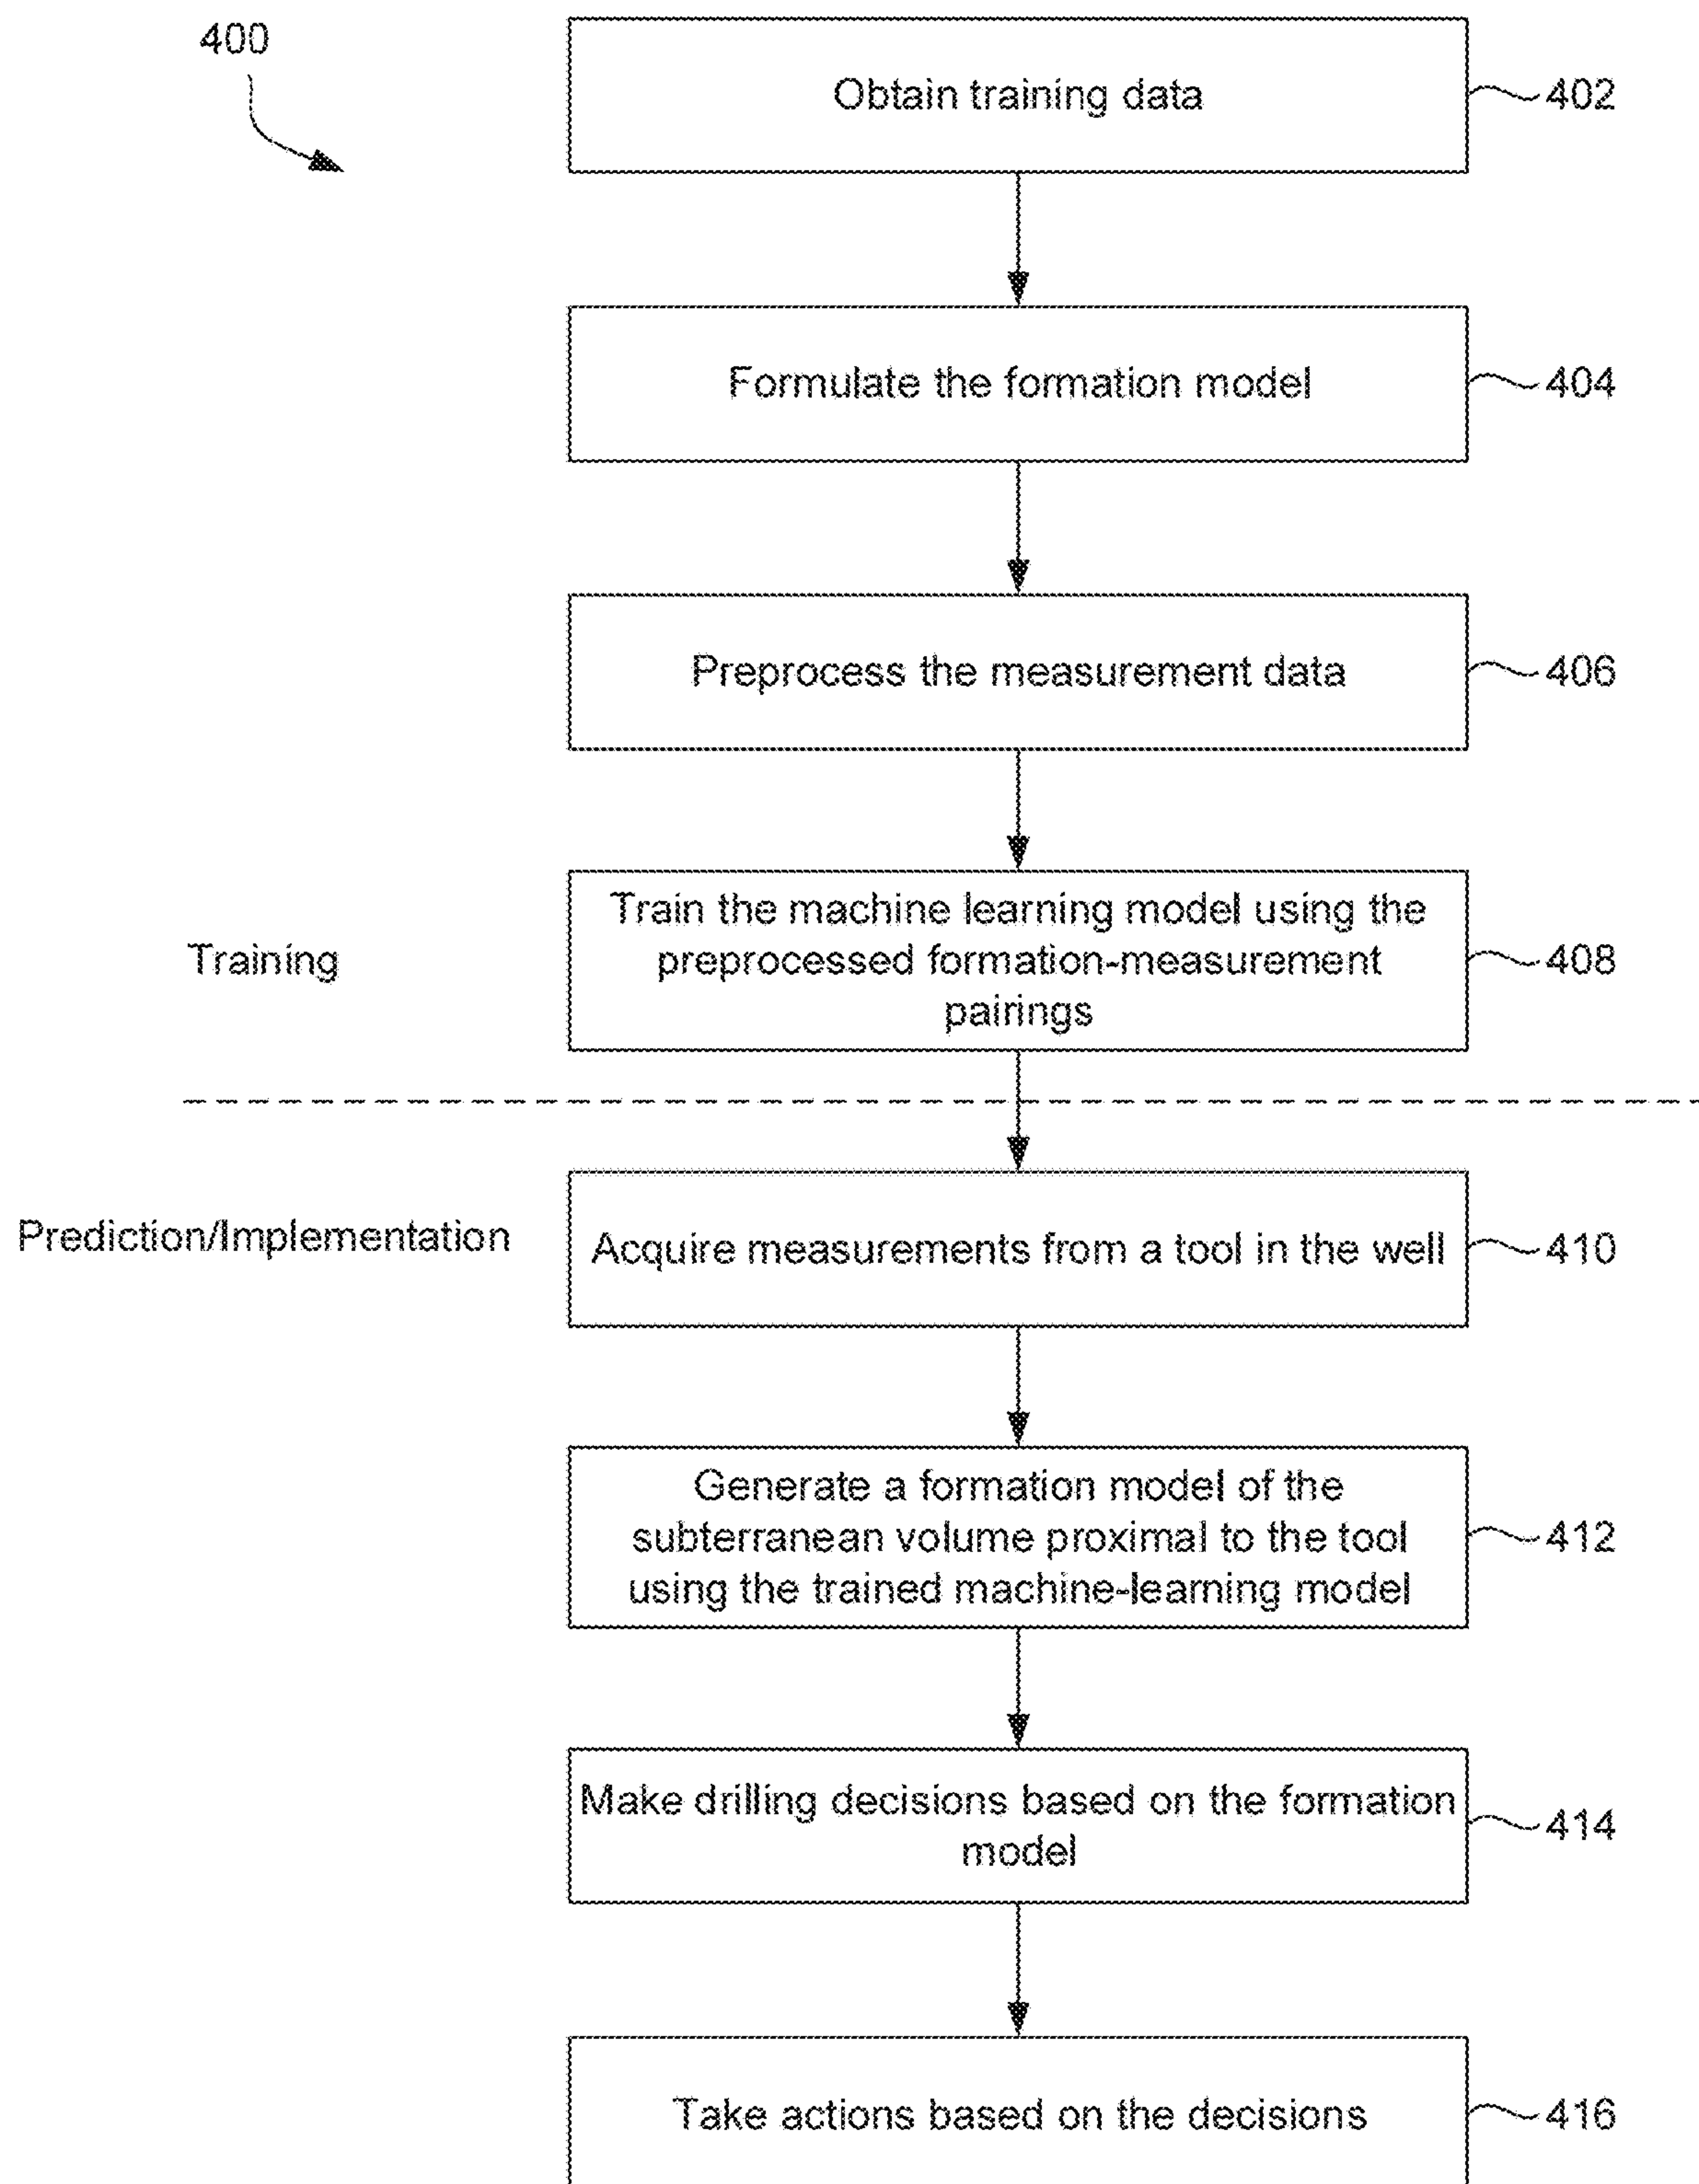 400
Obtain training data
402
Formulate the formation model
404
Preprocess the measurement data
406
Training
Train the machine learning model using the
preprocessed formation-measurement
pairings
408
Prediction/Implementation
Acquire measurements from a tool in the well
410
Generate a formation model of the
subterranean volume proximal to the tool
using the trained machine-learning model
412
Make drilling decisions based on the formation
model
414
Take actions based on the decisions
416